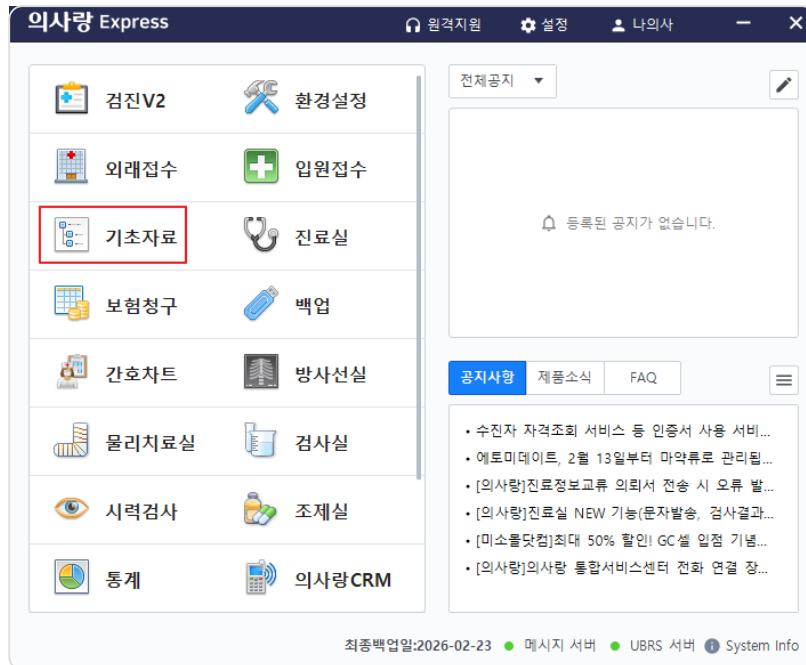 의사랑 Express 원격지원 설정 나의사
검진V2 환경설정
외래접수 입원접수
기초자료 진료실
보험청구 백업
간호차트 방사선실
물리치료실 검사실
시력검사 조제실
통계 의사랑CRM
전체공지
등록된 공지가 없습니다.
공지사항 제품소식 FAQ
• 수진자 자격조회 서비스 등 인증서 사용 서비...
• 에토미데이트, 2월 13일부터 마약류로 관리됩...
• [의사랑]진료정보교류 의뢰서 전송 시 오류 발...
• [의사랑]진료실 NEW 기능(문자발송, 검사결과...
• [미소몰닷컴]최대 50% 할인! GC셀 입점 기념...
• [의사랑]의사랑 통합서비스센터 전화 연결 장...
최종백업일:2026-02-23 메시지 서버 UBRS 서버 System Info